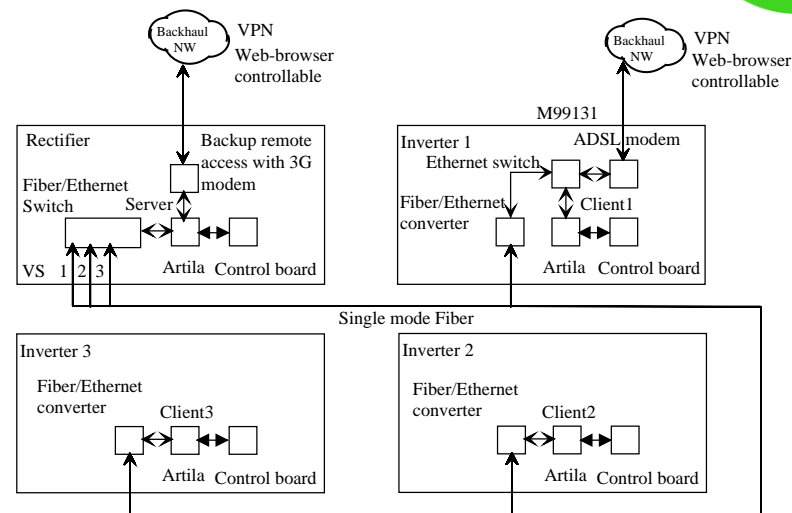 Backhaul
NW
VPN
Web-browser
controllable
Backhaul
NW
VPN
Web-browser
controllable
M99131
Rectifier
Backup remote
access with 3G
modem
Fiber/Ethernet
Switch
Server
VS 1 2 3
Artila
Control board
Inverter 1
ADSL modem
Ethernet switch
Fiber/Ethernet
converter
Client1
Artila
Control board
Single mode Fiber
Inverter 3
Fiber/Ethernet
converter
Client3
Artila
Control board
Inverter 2
Fiber/Ethernet
converter
Client2
Artila
Control board